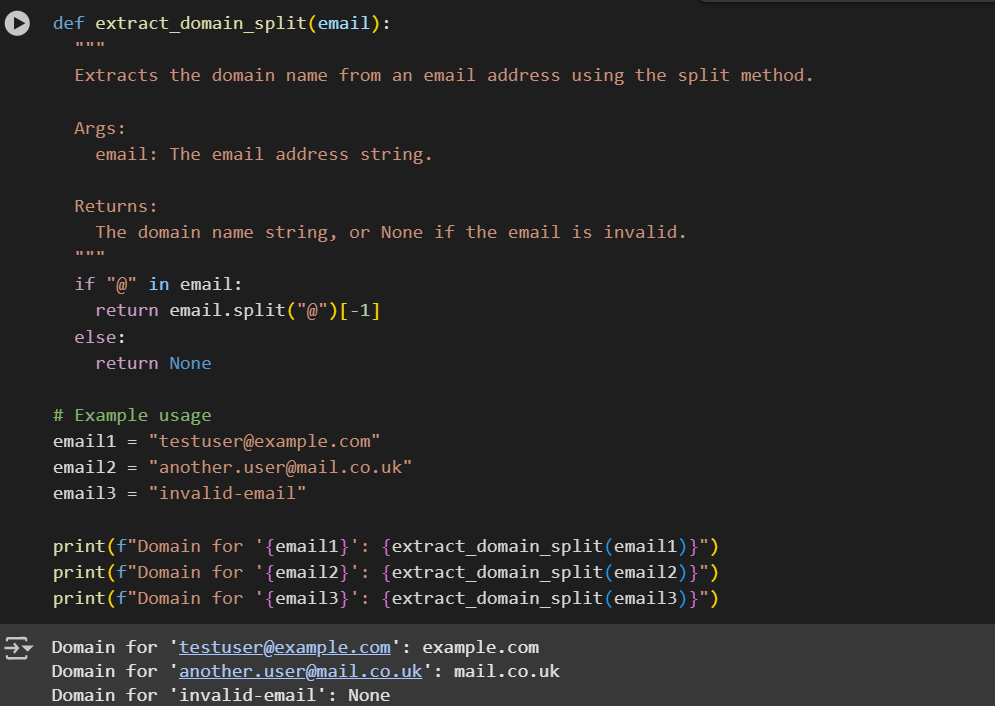 def extract_domain_split(email):
  """
  Extracts the domain name from an email address using the split method.

  Args:
    email: The email address string.

  Returns:
    The domain name string, or None if the email is invalid.
  """
  if "@" in email:
    return email.split("@")[-1]
  else:
    return None

# Example usage
email1 = "testuser@example.com"
email2 = "another.user@mail.co.uk"
email3 = "invalid-email"

print(f"Domain for '{email1}': {extract_domain_split(email1)}")
print(f"Domain for '{email2}': {extract_domain_split(email2)}")
print(f"Domain for '{email3}': {extract_domain_split(email3)}")
Domain for 'testuser@example.com': example.com
Domain for 'another.user@mail.co.uk': mail.co.uk
Domain for 'invalid-email': None